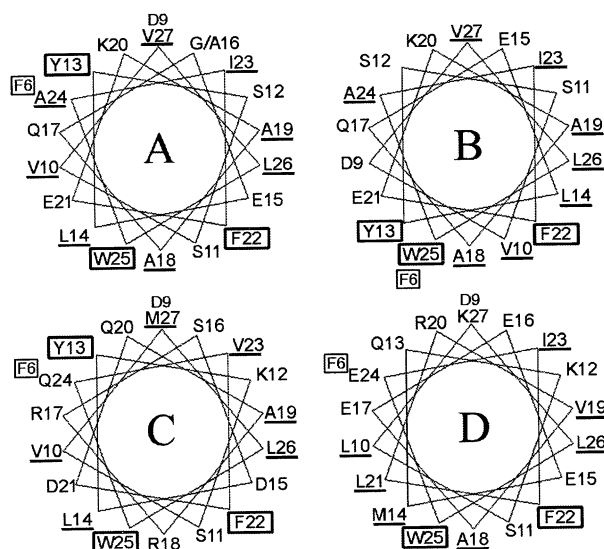 D9
V27
K20
G/A16
Y13
I23
F6
A24
S12
Q17
A19
A
V10
L26
E21
E15
L14
F22
W25
S11
A18
V27
K20
E15
S12
I23
A24
S11
Q17
A19
B
D9
L26
E21
L14
Y13
F22
W25
V10
A18
F6
D9
M27
Q20
S16
Y13
V23
F6
Q24
K12
R17
A19
C
V10
L26
D21
D15
L14
F22
W25
S11
R18
D9
K27
R20
E16
Q13
I23
F6
E24
K12
E17
V19
D
L10
L26
L21
E15
M14
F22
W25
S11
A18